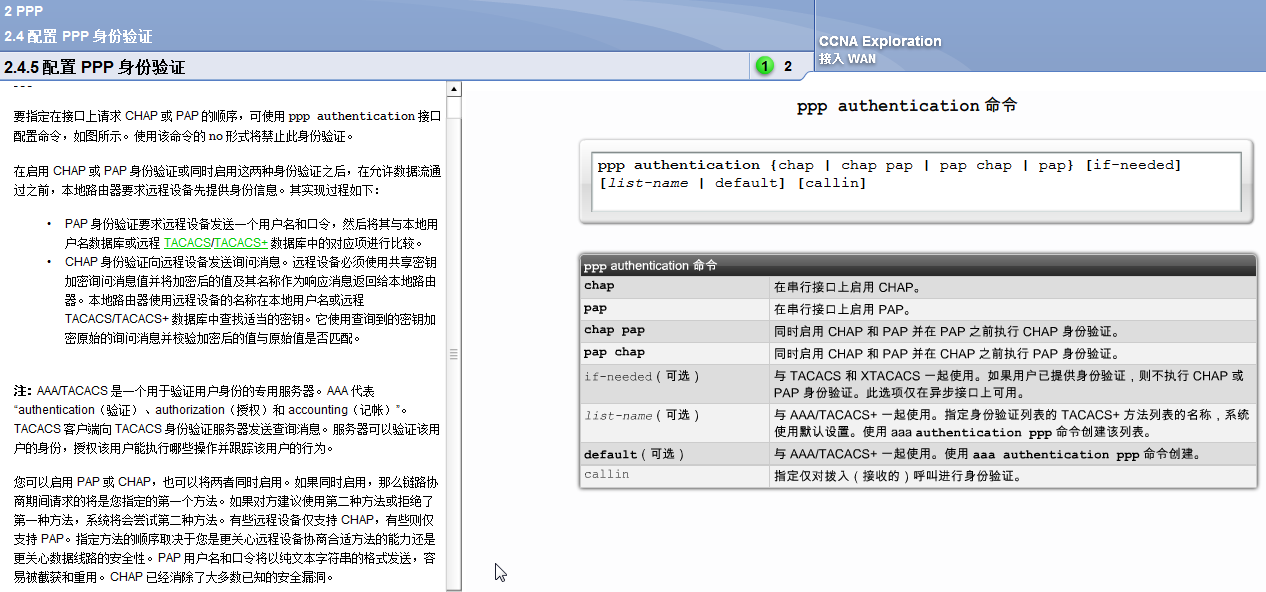 2 PPP
2.4 配置 PPP 身份验证
CCNA Exploration
接入 WAN
2.4.5 配置 PPP 身份验证
1 2
要指定在接口上请求 CHAP 或 PAP 的顺序，可使用 ppp authentication 接口
配置命令，如图所示。使用该命令的 no 形式将禁止此身份验证。
在启用 CHAP 或 PAP 身份验证或同时启用这两种身份验证之后，在允许数据流通
过之前，本地路由器要求远程设备先提供身份信息。其实现过程如下：
• PAP 身份验证要求远程设备发送一个用户名和口令，然后将其与本地用
户名数据库或远程 TACACS/TACACS+ 数据库中的对应项进行比较。
• CHAP 身份验证向远程设备发送询问消息。远程设备必须使用共享密钥
加密询问消息值并将加密后的值及其名称作为响应消息返回给本地路由
器。本地路由器使用远程设备的名称在本地用户名或远程
TACACS/TACACS+ 数据库中查找适当的密钥。它使用查询到的密钥加
密原始的询问消息并校验加密后的值与原始值是否匹配。
注：AAA/TACACS 是一个用于验证用户身份的专用服务器。AAA 代表
“authentication（验证）、authorization（授权）和 accounting（记帐）”。
TACACS 客户端向 TACACS 身份验证服务器发送查询消息。服务器可以验证该用
户的身份，授权该用户能执行哪些操作并跟踪该用户的行为。
您可以启用 PAP 或 CHAP，也可以将两者同时启用。如果同时启用，那么链路协
商期间请求的将是您指定的第一个方法。如果对方建议使用第二种方法或拒绝了
第一种方法，系统将会尝试第二种方法。有些远程设备仅支持 CHAP，有些则仅
支持 PAP。指定方法的顺序取决于您是更关心远程设备协商合适方法的能力还是
更关心数据线路的安全性。PAP 用户名和口令将以纯文本字符串的格式发送，容
易被截获和重用。CHAP 已经消除了大多数已知的安全漏洞。
ppp authentication 命令
ppp authentication {chap | chap pap | pap chap | pap} [if-needed]
[list-name | default] [callin]
ppp authentication 命令
chap 在串行接口上启用 CHAP。
pap 在串行接口上启用 PAP。
chap pap 同时启用 CHAP 和 PAP 并在 PAP 之前执行 CHAP 身份验证。
pap chap 同时启用 CHAP 和 PAP 并在 CHAP 之前执行 PAP 身份验证。
if-needed（可选） 与 TACACS 和 XTACACS 一起使用。如果用户已提供身份验证，则不执行 CHAP 或
PAP 身份验证。此选项仅在异步接口上可用。
list-name（可选） 与 AAA/TACACS+ 一起使用。指定身份验证列表的 TACACS+ 方法列表的名称，系统
使用默认设置。使用 aaa authentication ppp 命令创建该列表。
default（可选） 与 AAA/TACACS+ 一起使用。使用 aaa authentication ppp 命令创建。
callin 指定仅对拨入（接收的）呼叫进行身份验证。